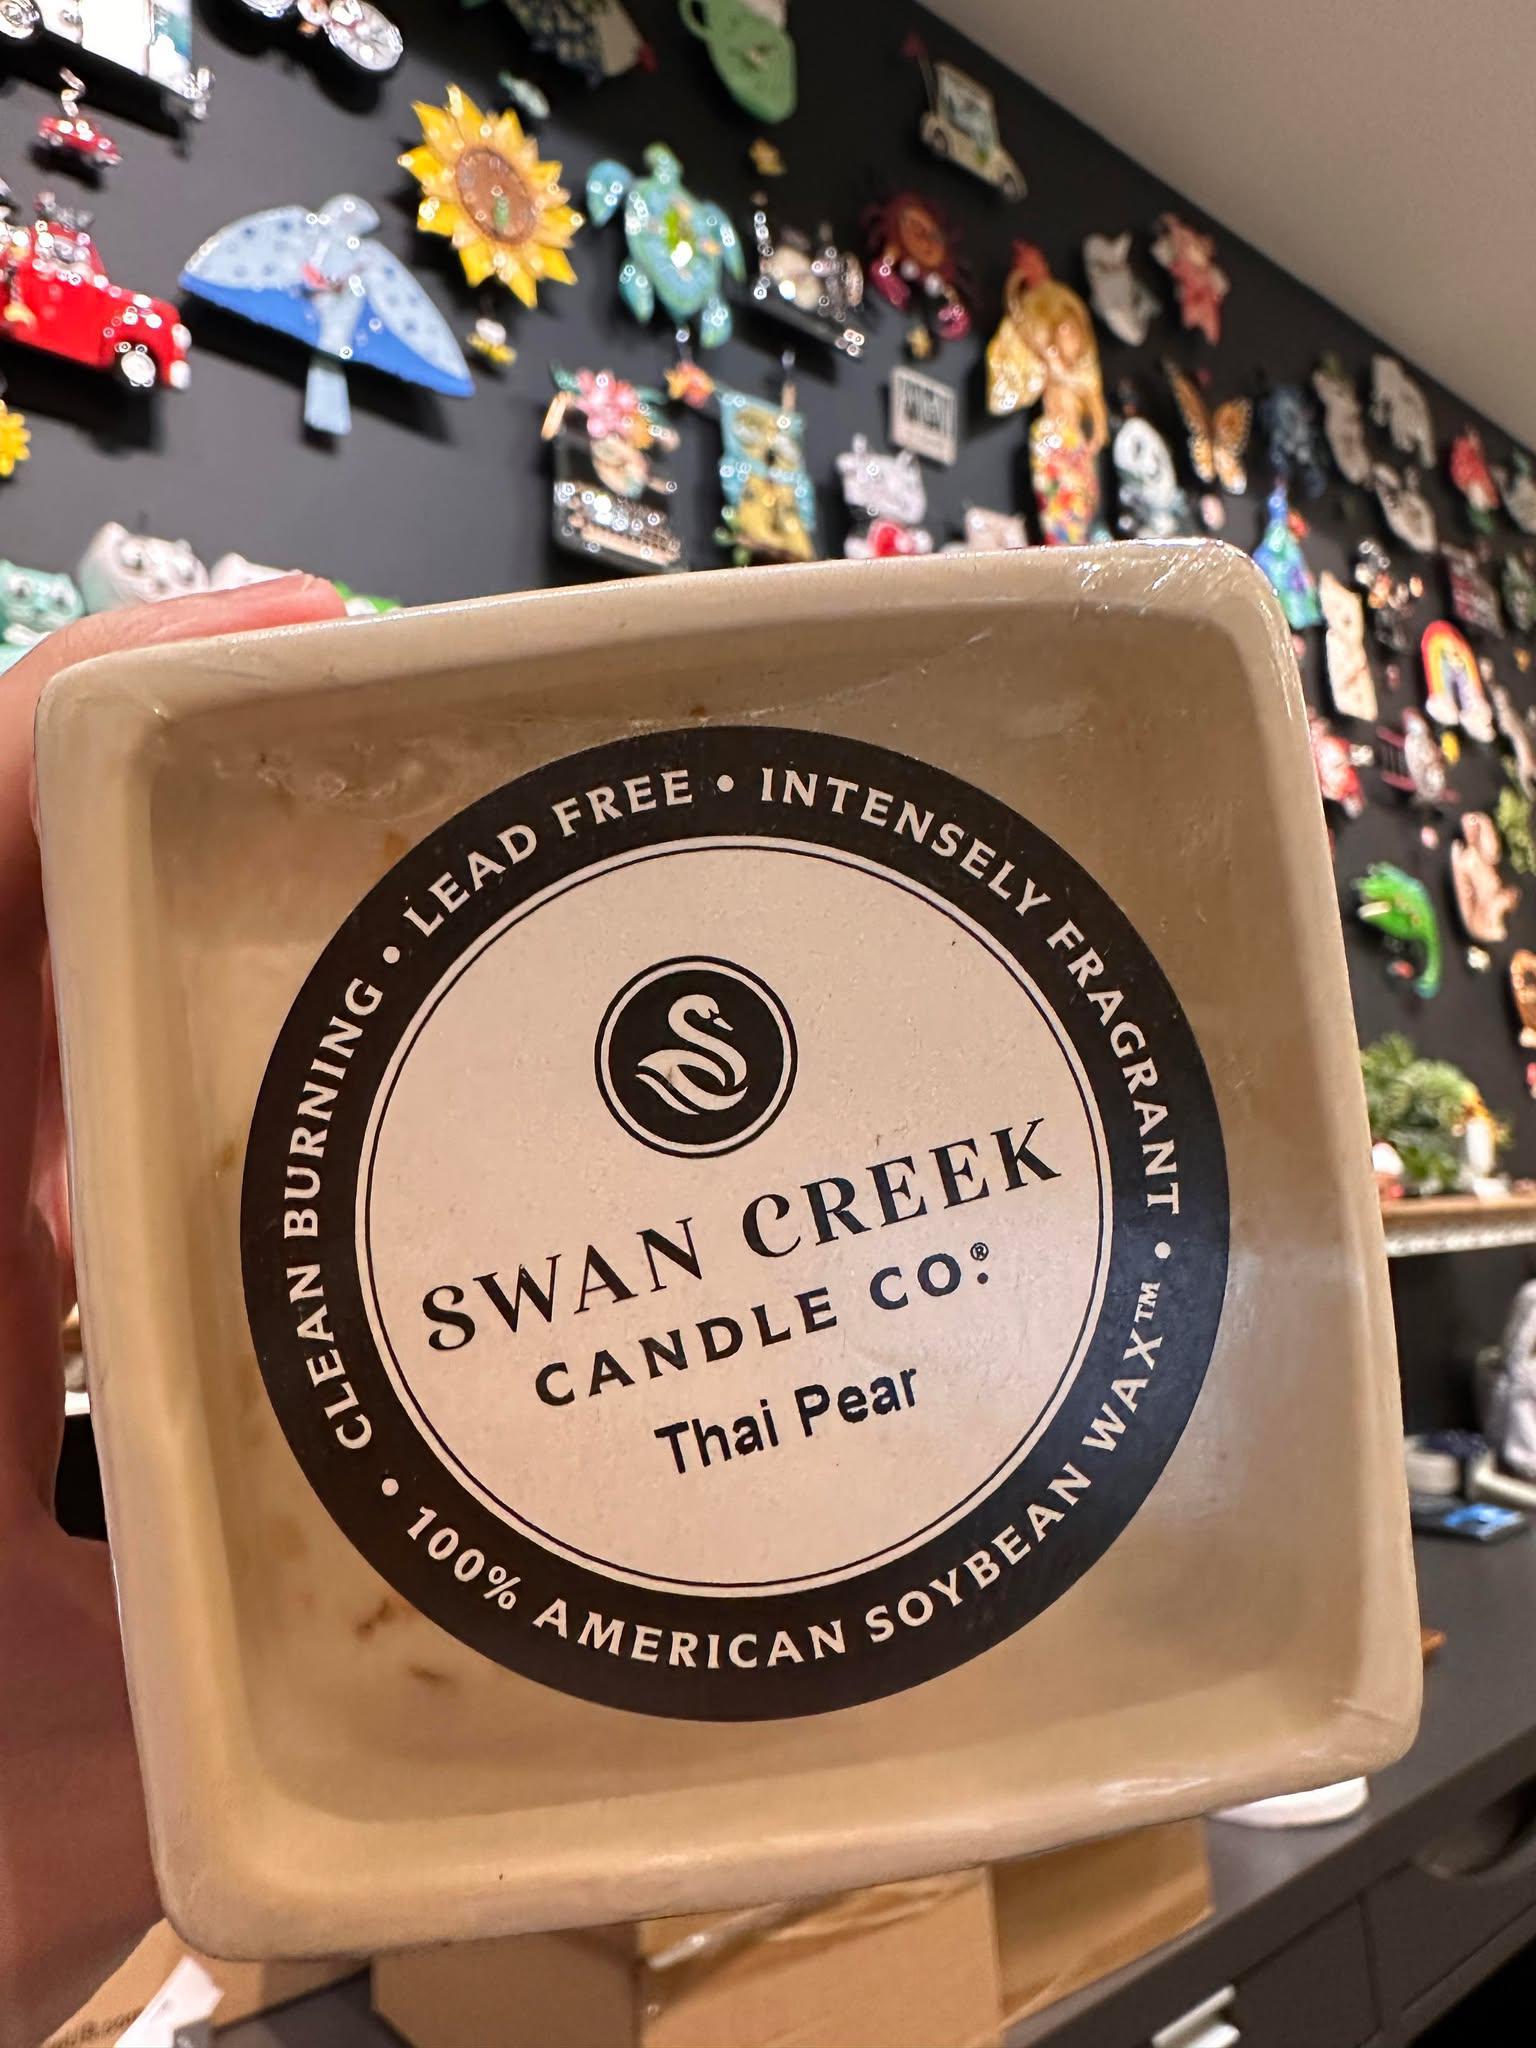 CLEAN BURNING • LEAD FREE • INTENSELY FRAGRANT •
SWAN CREEK
CANDLE CO.®
Thai Pear
100% AMERICAN SOYBEAN WAX™ •